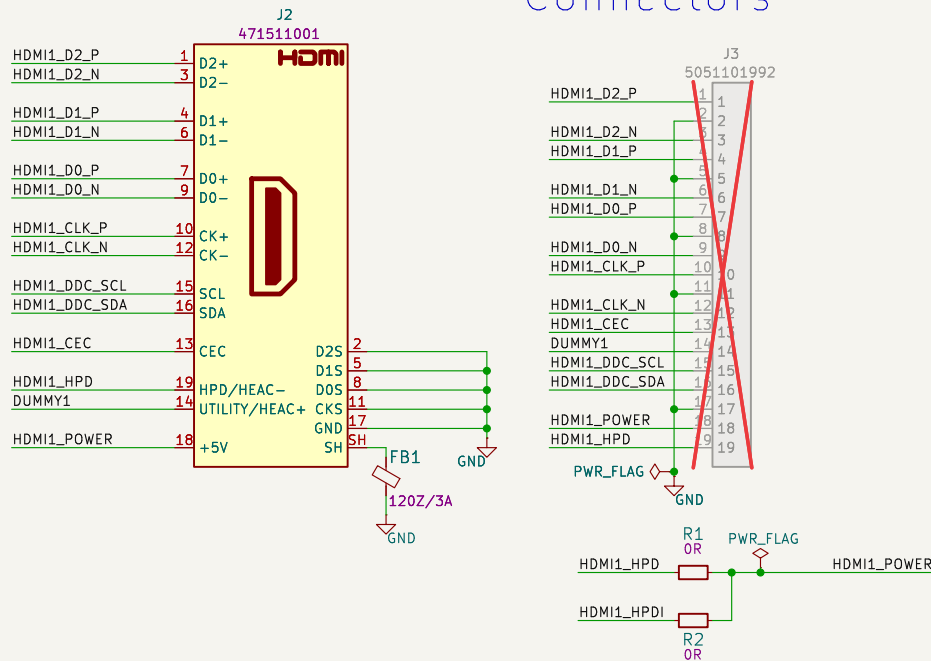 Connectors
J2
471511001
HDMI
HDMI1_D2_P 1 D2+
HDMI1_D2_N 3 D2-
HDMI1_D1_P 4 D1+
HDMI1_D1_N 6 D1-
HDMI1_D0_P 7 D0+
HDMI1_D0_N 9 D0-
HDMI1_CLK_P 10 CK+
HDMI1_CLK_N 12 CK-
HDMI1_DDC_SCL 15 SCL
HDMI1_DDC_SDA 16 SDA
HDMI1_CEC 13 CEC
HDMI1_HPD 19 HPD/HEAC-
DUMMY1 14 UTILITY/HEAC+
HDMI1_POWER 18 +5V
D2S 2
D1S 5
D0S 8
CKS 11
GND 17
SH SH
GND
FB1
120Z/3A
GND
J3
5051101992
HDMI1_D2_P 1 1
2 2
HDMI1_D2_N 3 3
HDMI1_D1_P 4 4
5 5
HDMI1_D1_N 6 6
HDMI1_D0_P 7 7
8 8
HDMI1_D0_N 9 9
HDMI1_CLK_P 10 10
11 11
HDMI1_CLK_N 12 12
HDMI1_CEC 13 13
DUMMY1 14 14
HDMI1_DDC_SCL 15 15
HDMI1_DDC_SDA 16 16
17 17
HDMI1_POWER 18 18
HDMI1_HPD 19 19
PWR_FLAG
GND
R1
0R
PWR_FLAG
HDMI1_HPD
HDMI1_POWER
HDMI1_HPDI
R2
0R